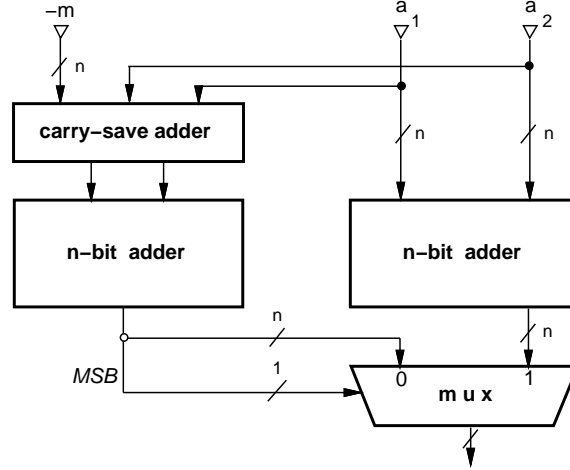 −m
a 1
a 2
n
n
n
carry−save adder
n−bit adder
n−bit adder
n
n
MSB
1
0
1
m u x